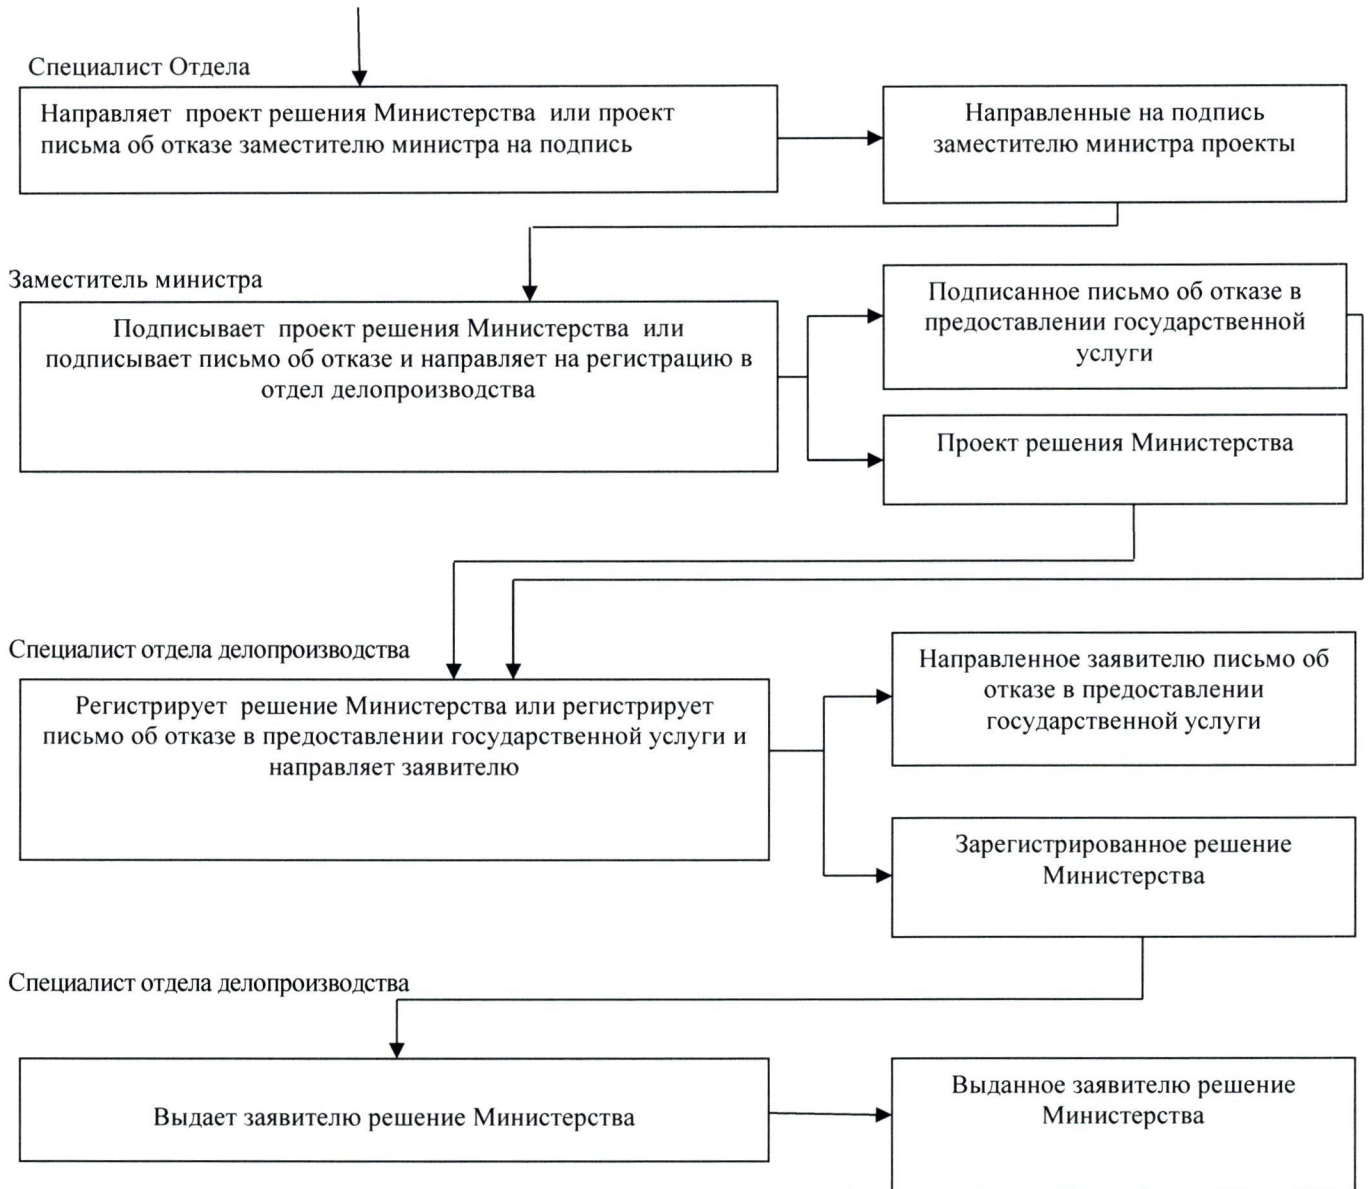 Специалист Отдела
Направляет проект решения Министерства или проект
письма об отказе заместителю министра на подпись
Направленные на подпись
заместителю министра проекты
Заместитель министра
Подписывает проект решения Министерства или
подписывает письмо об отказе и направляет на регистрацию в
отдел делопроизводства
Подписанное письмо об отказе в
предоставлении государственной
услуги
Проект решения Министерства
Специалист отдела делопроизводства
Регистрирует решение Министерства или регистрирует
письмо об отказе в предоставлении государственной услуги и
направляет заявителю
Направленное заявителю письмо об
отказе в предоставлении
государственной услуги
Зарегистрированное решение
Министерства
Специалист отдела делопроизводства
Выдает заявителю решение Министерства
Выданное заявителю решение
Министерства